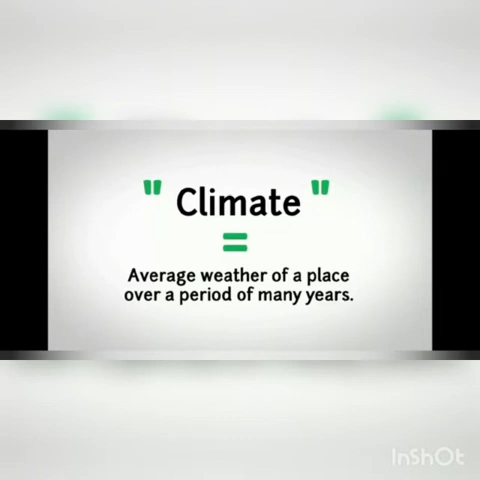 " Climate "
=
Average weather of a place
over a period of many years.
InShOt